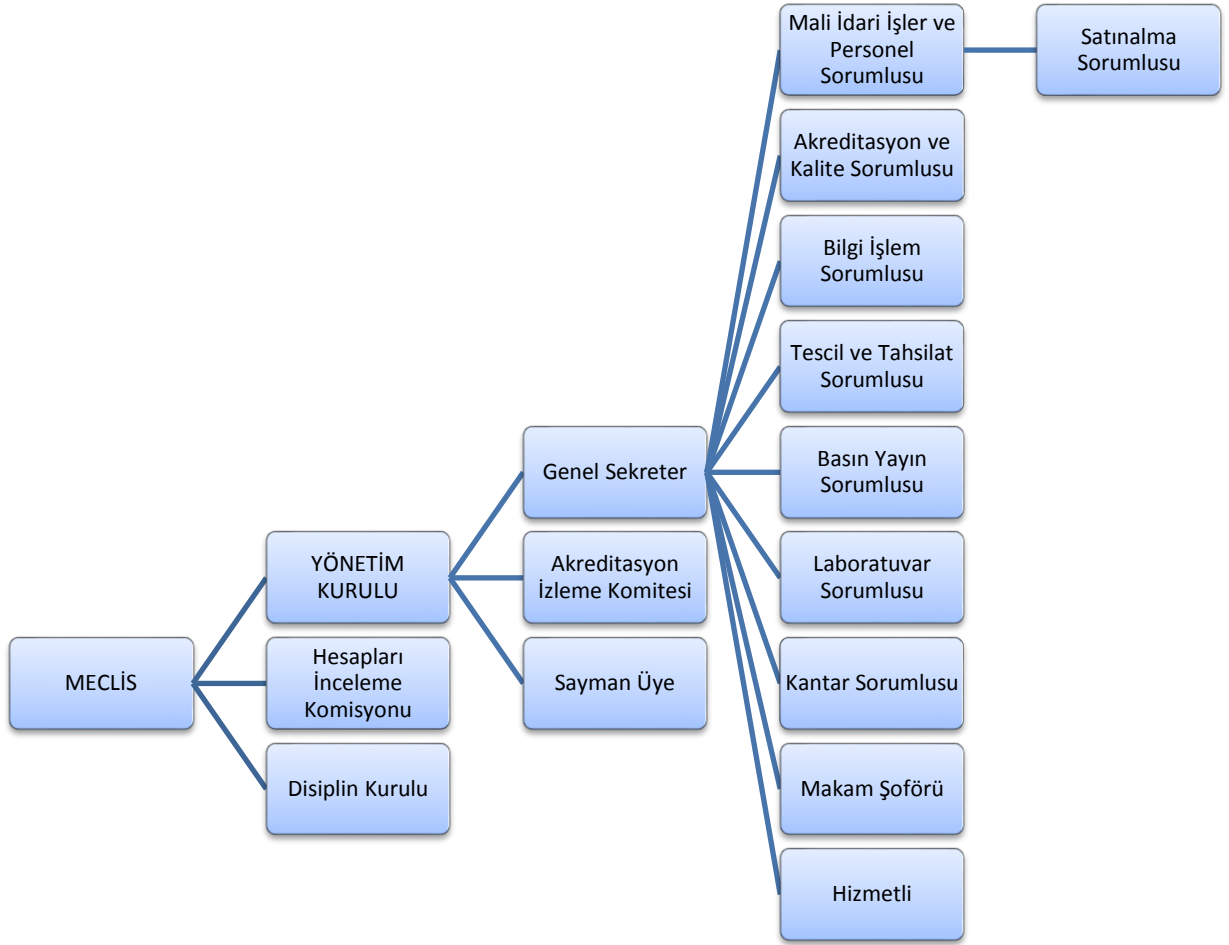 MECLİS
YÖNETİM
KURULU
Hesapları
İnceleme
Komisyonu
Disiplin Kurulu
Genel Sekreter
Akreditasyon
İzleme Komitesi
Sayman Üye
Mali İdari İşler ve
Personel
Sorumlusu
Akreditasyon ve
Kalite Sorumlusu
Bilgi İşlem
Sorumlusu
Tescil ve Tahsilat
Sorumlusu
Basın Yayın
Sorumlusu
Laboratuvar
Sorumlusu
Kantar Sorumlusu
Makam Şoförü
Hizmetli
Satınalma
Sorumlusu